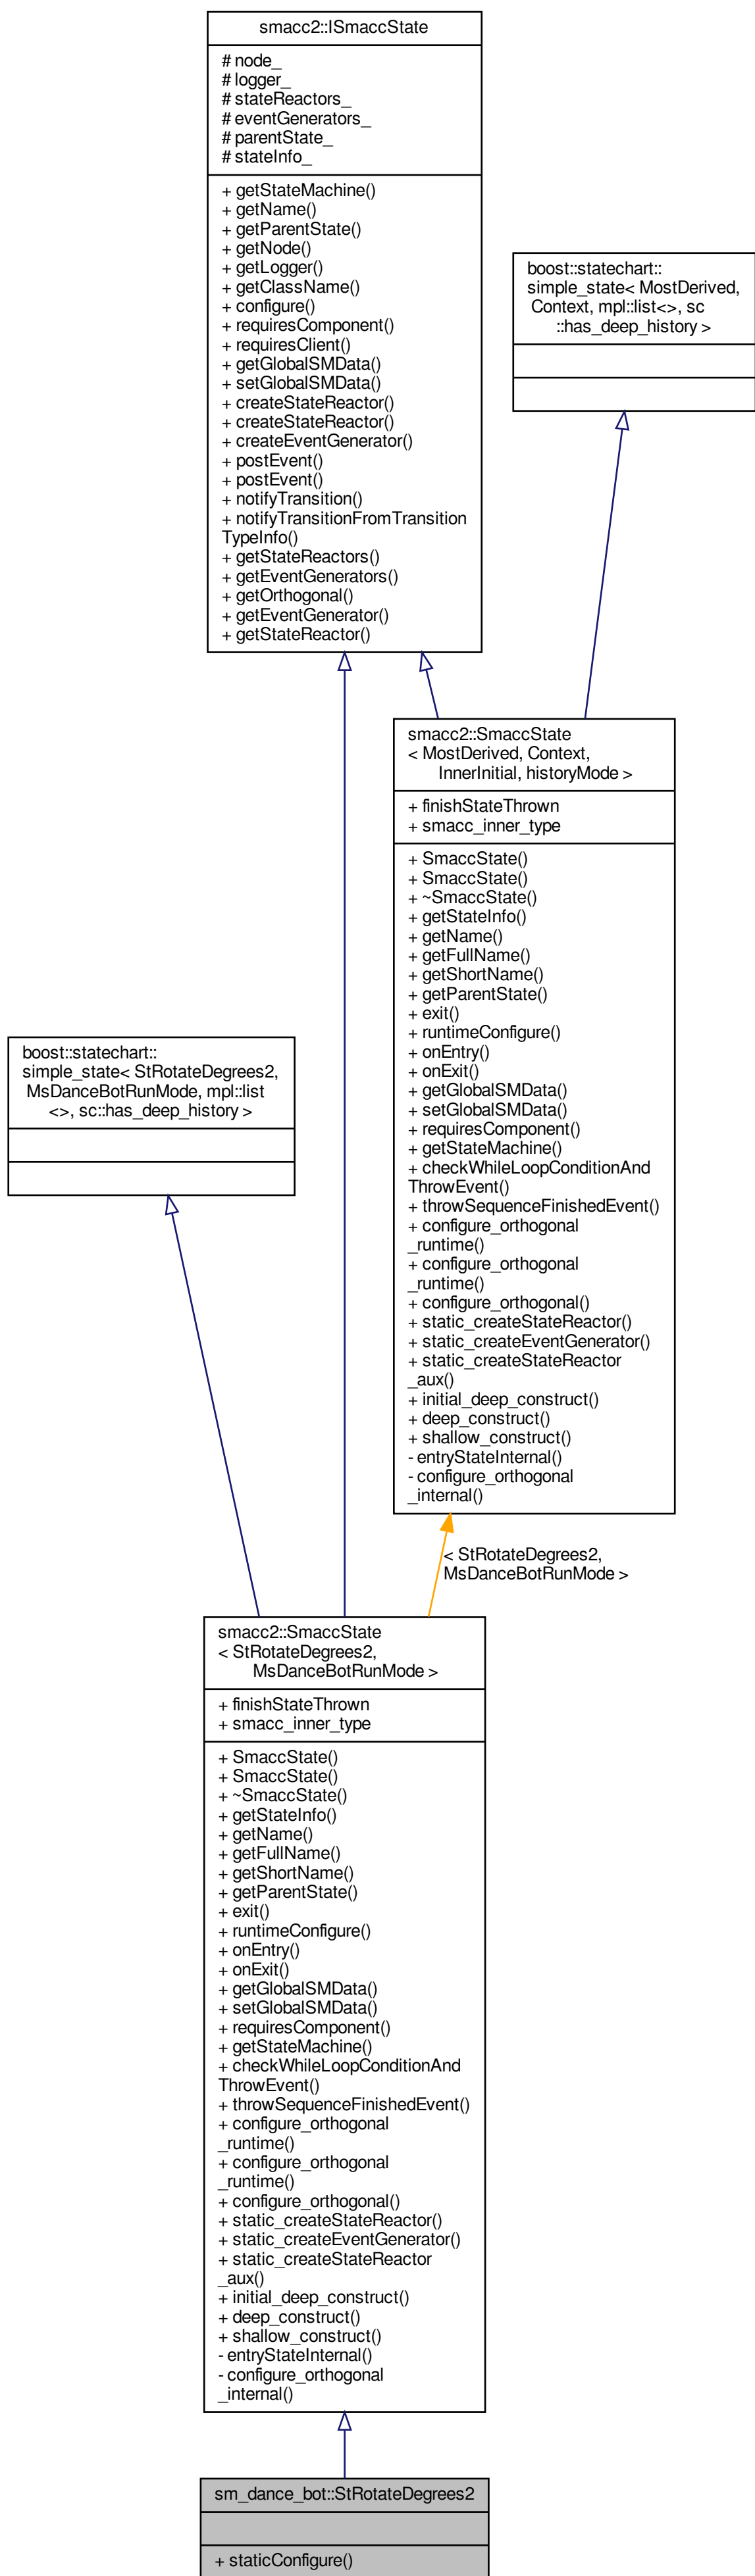 smacc2::ISmaccState
# node_
# logger_
# stateReactors_
# eventGenerators_
# parentState_
# stateInfo_
+ getStateMachine()
+ getName()
+ getParentState()
+ getNode()
+ getLogger()
+ getClassName()
+ configure()
+ requiresComponent()
+ requiresClient()
+ getGlobalSMData()
+ setGlobalSMData()
+ createStateReactor()
+ createStateReactor()
+ createEventGenerator()
+ postEvent()
+ postEvent()
+ notifyTransition()
+ notifyTransitionFromTransition
TypeInfo()
+ getStateReactors()
+ getEventGenerators()
+ getOrthogonal()
+ getEventGenerator()
+ getStateReactor()
boost::statechart::
simple_state< MostDerived,
Context, mpl::list<>, sc
::has_deep_history >
smacc2::SmaccState
< MostDerived, Context,
InnerInitial, historyMode >
+ finishStateThrown
+ smacc_inner_type
+ SmaccState()
+ SmaccState()
+ ~SmaccState()
+ getStateInfo()
+ getName()
+ getFullName()
+ getShortName()
+ getParentState()
+ exit()
+ runtimeConfigure()
+ onEntry()
+ onExit()
+ getGlobalSMData()
+ setGlobalSMData()
+ requiresComponent()
+ getStateMachine()
+ checkWhileLoopConditionAnd
ThrowEvent()
+ throwSequenceFinishedEvent()
+ configure_orthogonal
_runtime()
+ configure_orthogonal
_runtime()
+ configure_orthogonal()
+ static_createStateReactor()
+ static_createEventGenerator()
+ static_createStateReactor
_aux()
+ initial_deep_construct()
+ deep_construct()
+ shallow_construct()
- entryStateInternal()
- configure_orthogonal
_internal()
boost::statechart::
simple_state< StRotateDegrees2,
MsDanceBotRunMode, mpl::list
<>, sc::has_deep_history >
< StRotateDegrees2,
MsDanceBotRunMode >
smacc2::SmaccState
< StRotateDegrees2,
MsDanceBotRunMode >
+ finishStateThrown
+ smacc_inner_type
+ SmaccState()
+ SmaccState()
+ ~SmaccState()
+ getStateInfo()
+ getName()
+ getFullName()
+ getShortName()
+ getParentState()
+ exit()
+ runtimeConfigure()
+ onEntry()
+ onExit()
+ getGlobalSMData()
+ setGlobalSMData()
+ requiresComponent()
+ getStateMachine()
+ checkWhileLoopConditionAnd
ThrowEvent()
+ throwSequenceFinishedEvent()
+ configure_orthogonal
_runtime()
+ configure_orthogonal
_runtime()
+ configure_orthogonal()
+ static_createStateReactor()
+ static_createEventGenerator()
+ static_createStateReactor
_aux()
+ initial_deep_construct()
+ deep_construct()
+ shallow_construct()
- entryStateInternal()
- configure_orthogonal
_internal()
sm_dance_bot::StRotateDegrees2
+ staticConfigure()